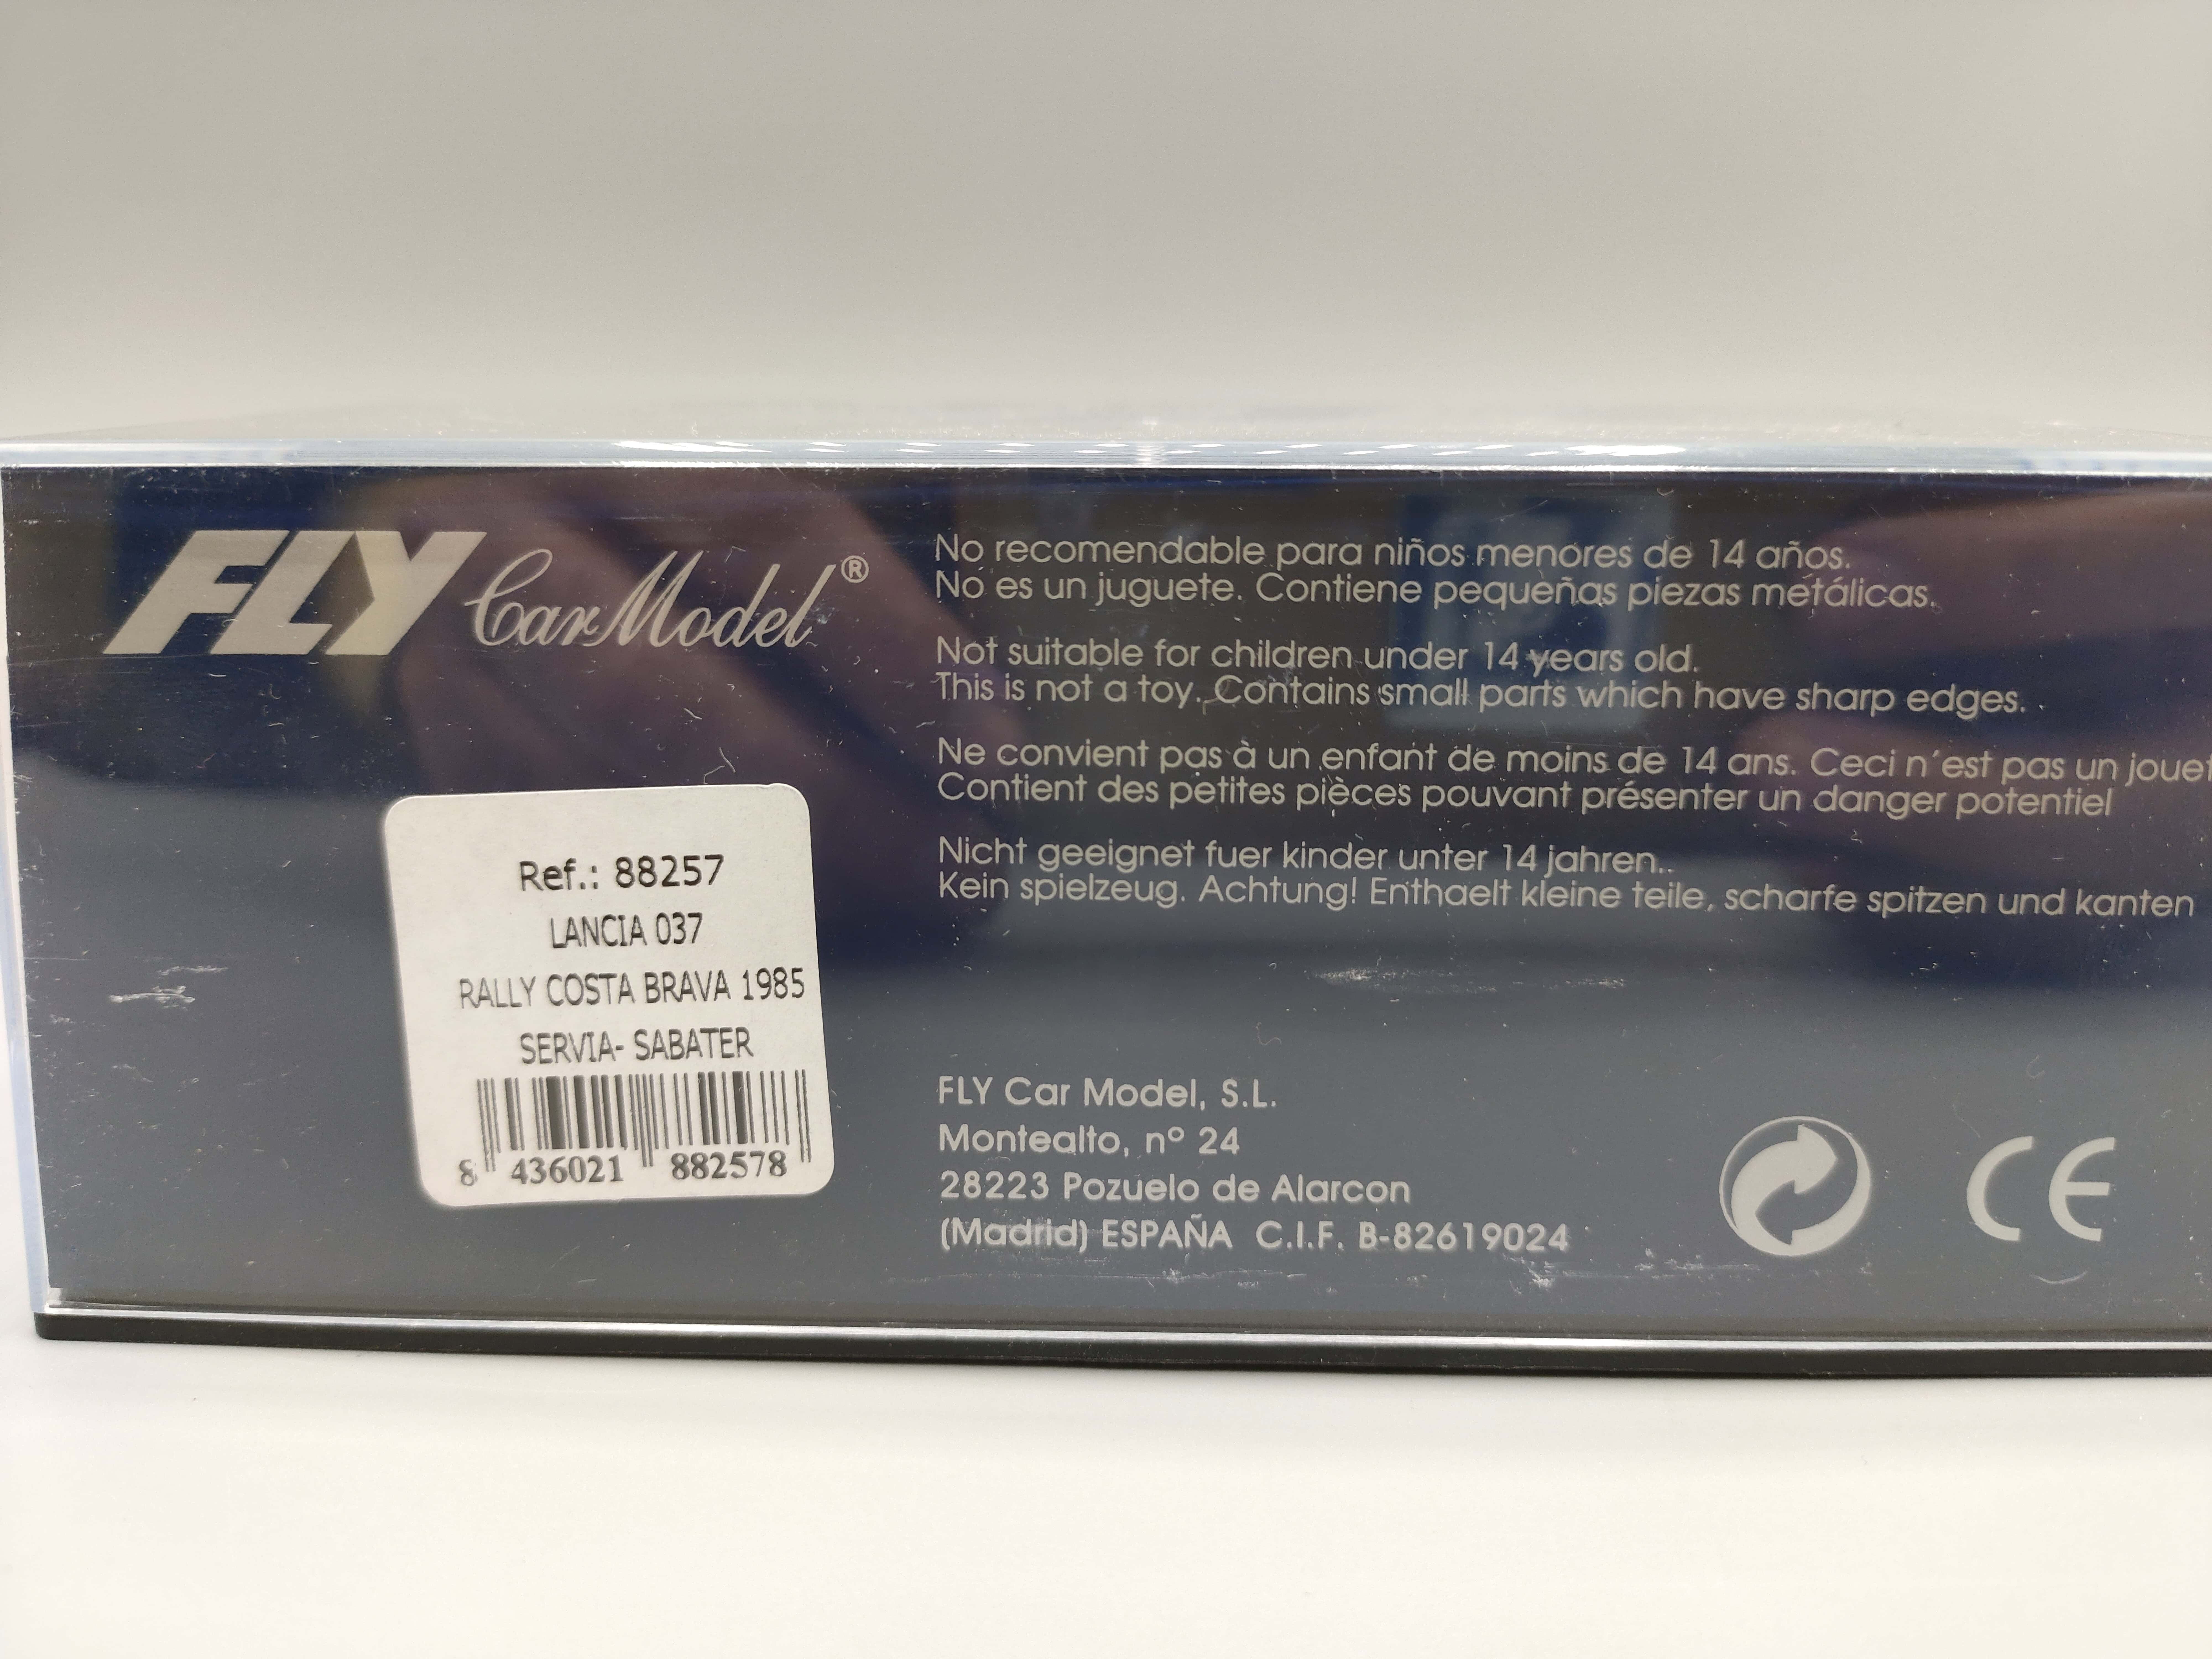 FLY Car Model®
No recomendable para niños menores de 14 años.
No es un juguete. Contiene pequeñas piezas metálicas.
Not suitable for children under 14 years old.
This is not a toy. Contains small parts which have sharp edges.
Ne convient pas à un enfant de moins de 14 ans. Ceci n'est pas un jouet
Contient des petites pièces pouvant présenter un danger potentiel
Nicht geeignet fuer kinder unter 14 jahren..
Kein spielzeug. Achtung! Enthaelt kleine teile, scharfe spitzen und kanten
Ref.: 88257
LANCIA 037
RALLY COSTA BRAVA 1985
SERVIA- SABATER
8 436021 882578
FLY Car Model, S.L.
Montealto, nº 24
28223 Pozuelo de Alarcon
(Madrid) ESPAÑA C.I.F. B-82619024
CE